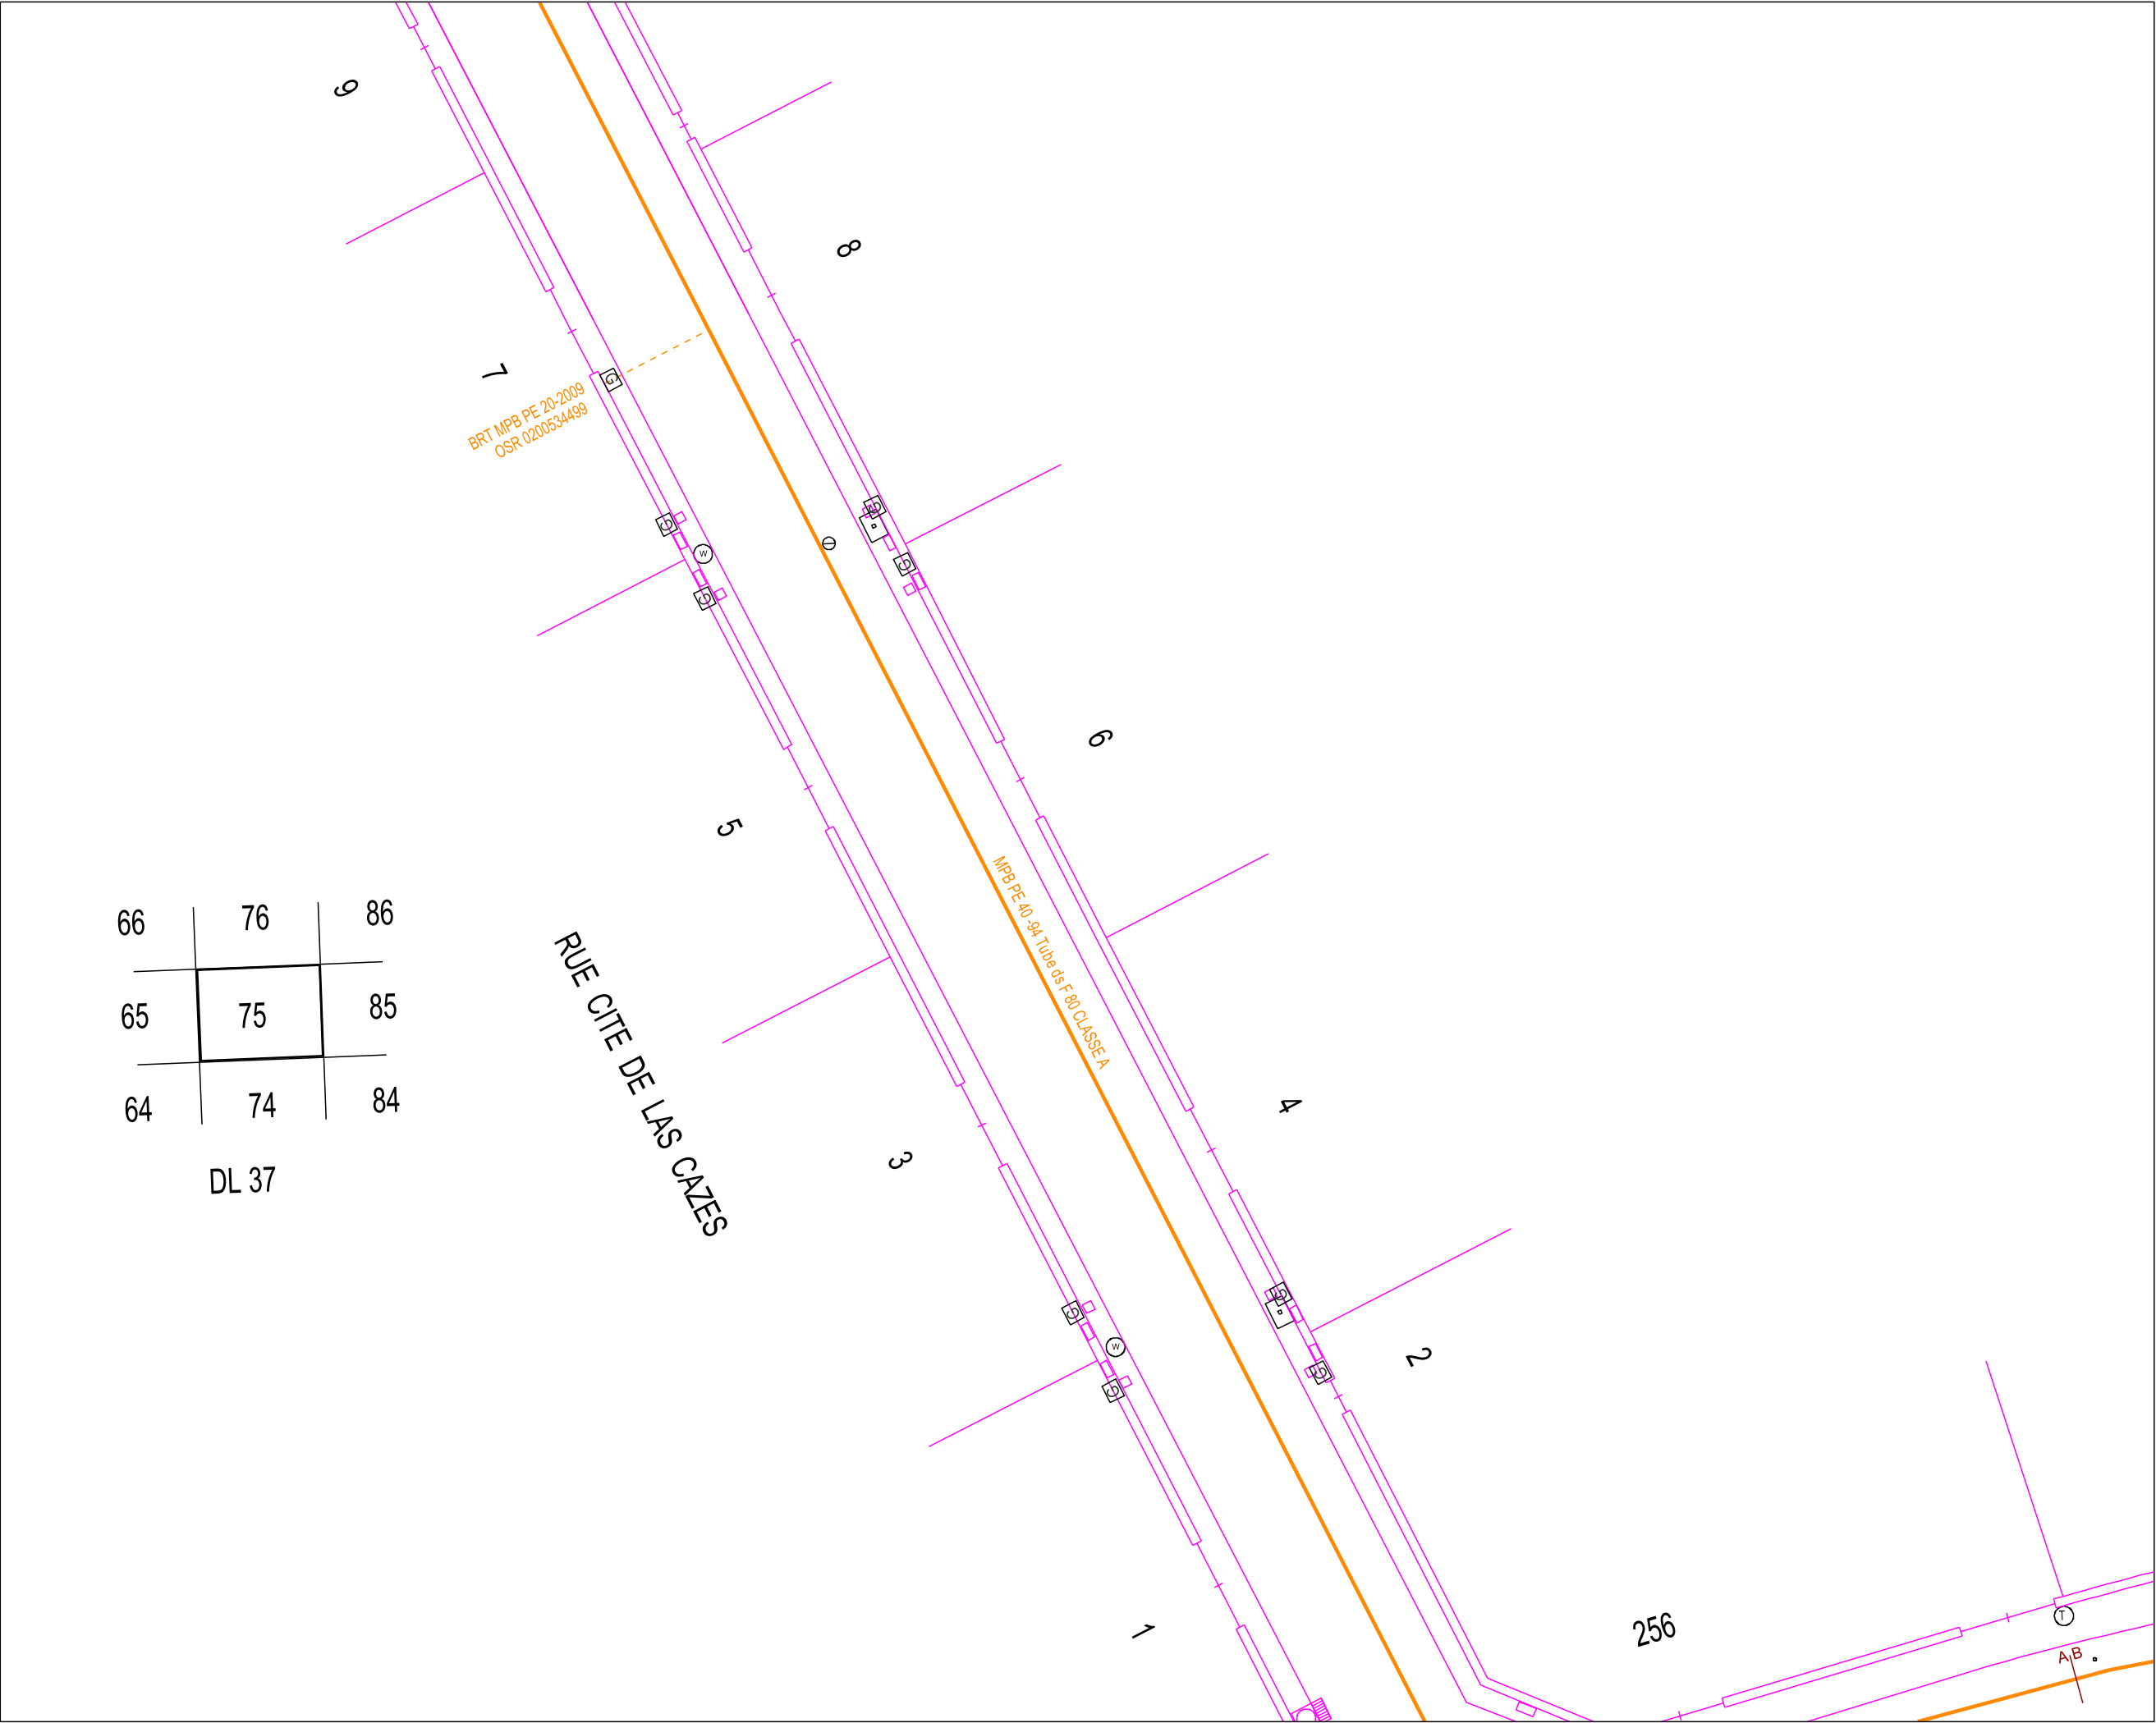 9
8
7
G
BRT MPB PE 20-2009
OSR 0200534499
S
S
W
S
S
6
5
MPB PE 40 -94 Tube ds F 80 CLASSE A
66 76 86
65 75 85
64 74 84
DL 37
RUE CITE DE LAS CAZES
4
3
S
S
W
2
S
S
1
256
T
A B